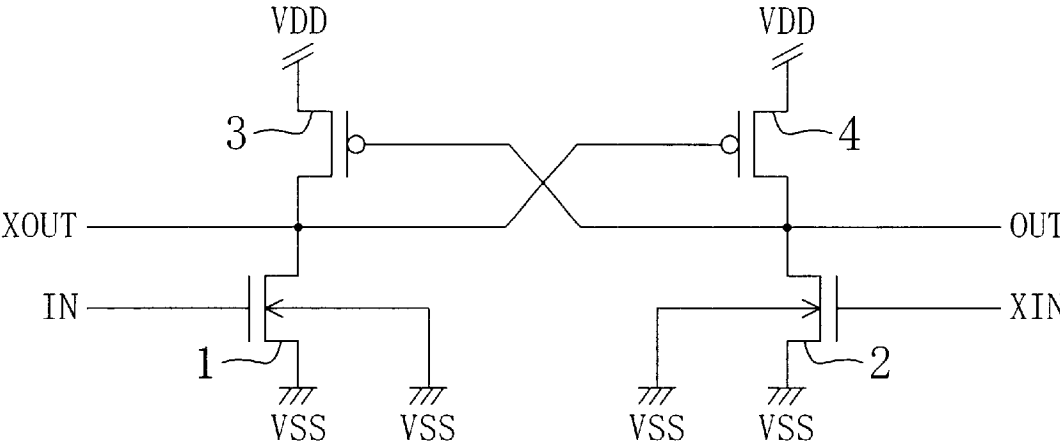 VDD VDD
3 4
XOUT OUT
IN XIN
1 2
VSS VSS VSS VSS